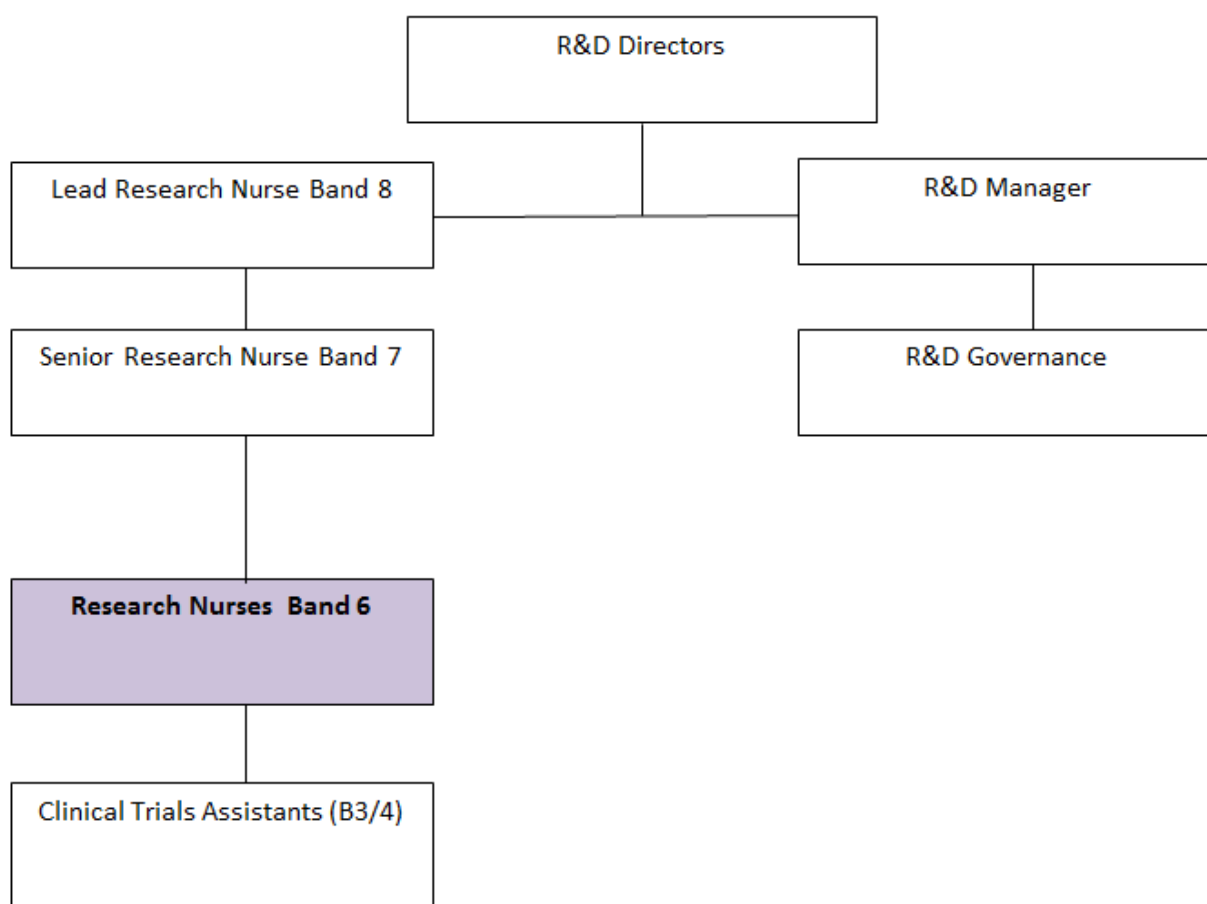 R&D Directors
Lead Research Nurse Band 8
R&D Manager
Senior Research Nurse Band 7
R&D Governance
Research Nurses Band 6
Clinical Trials Assistants (B3/4)